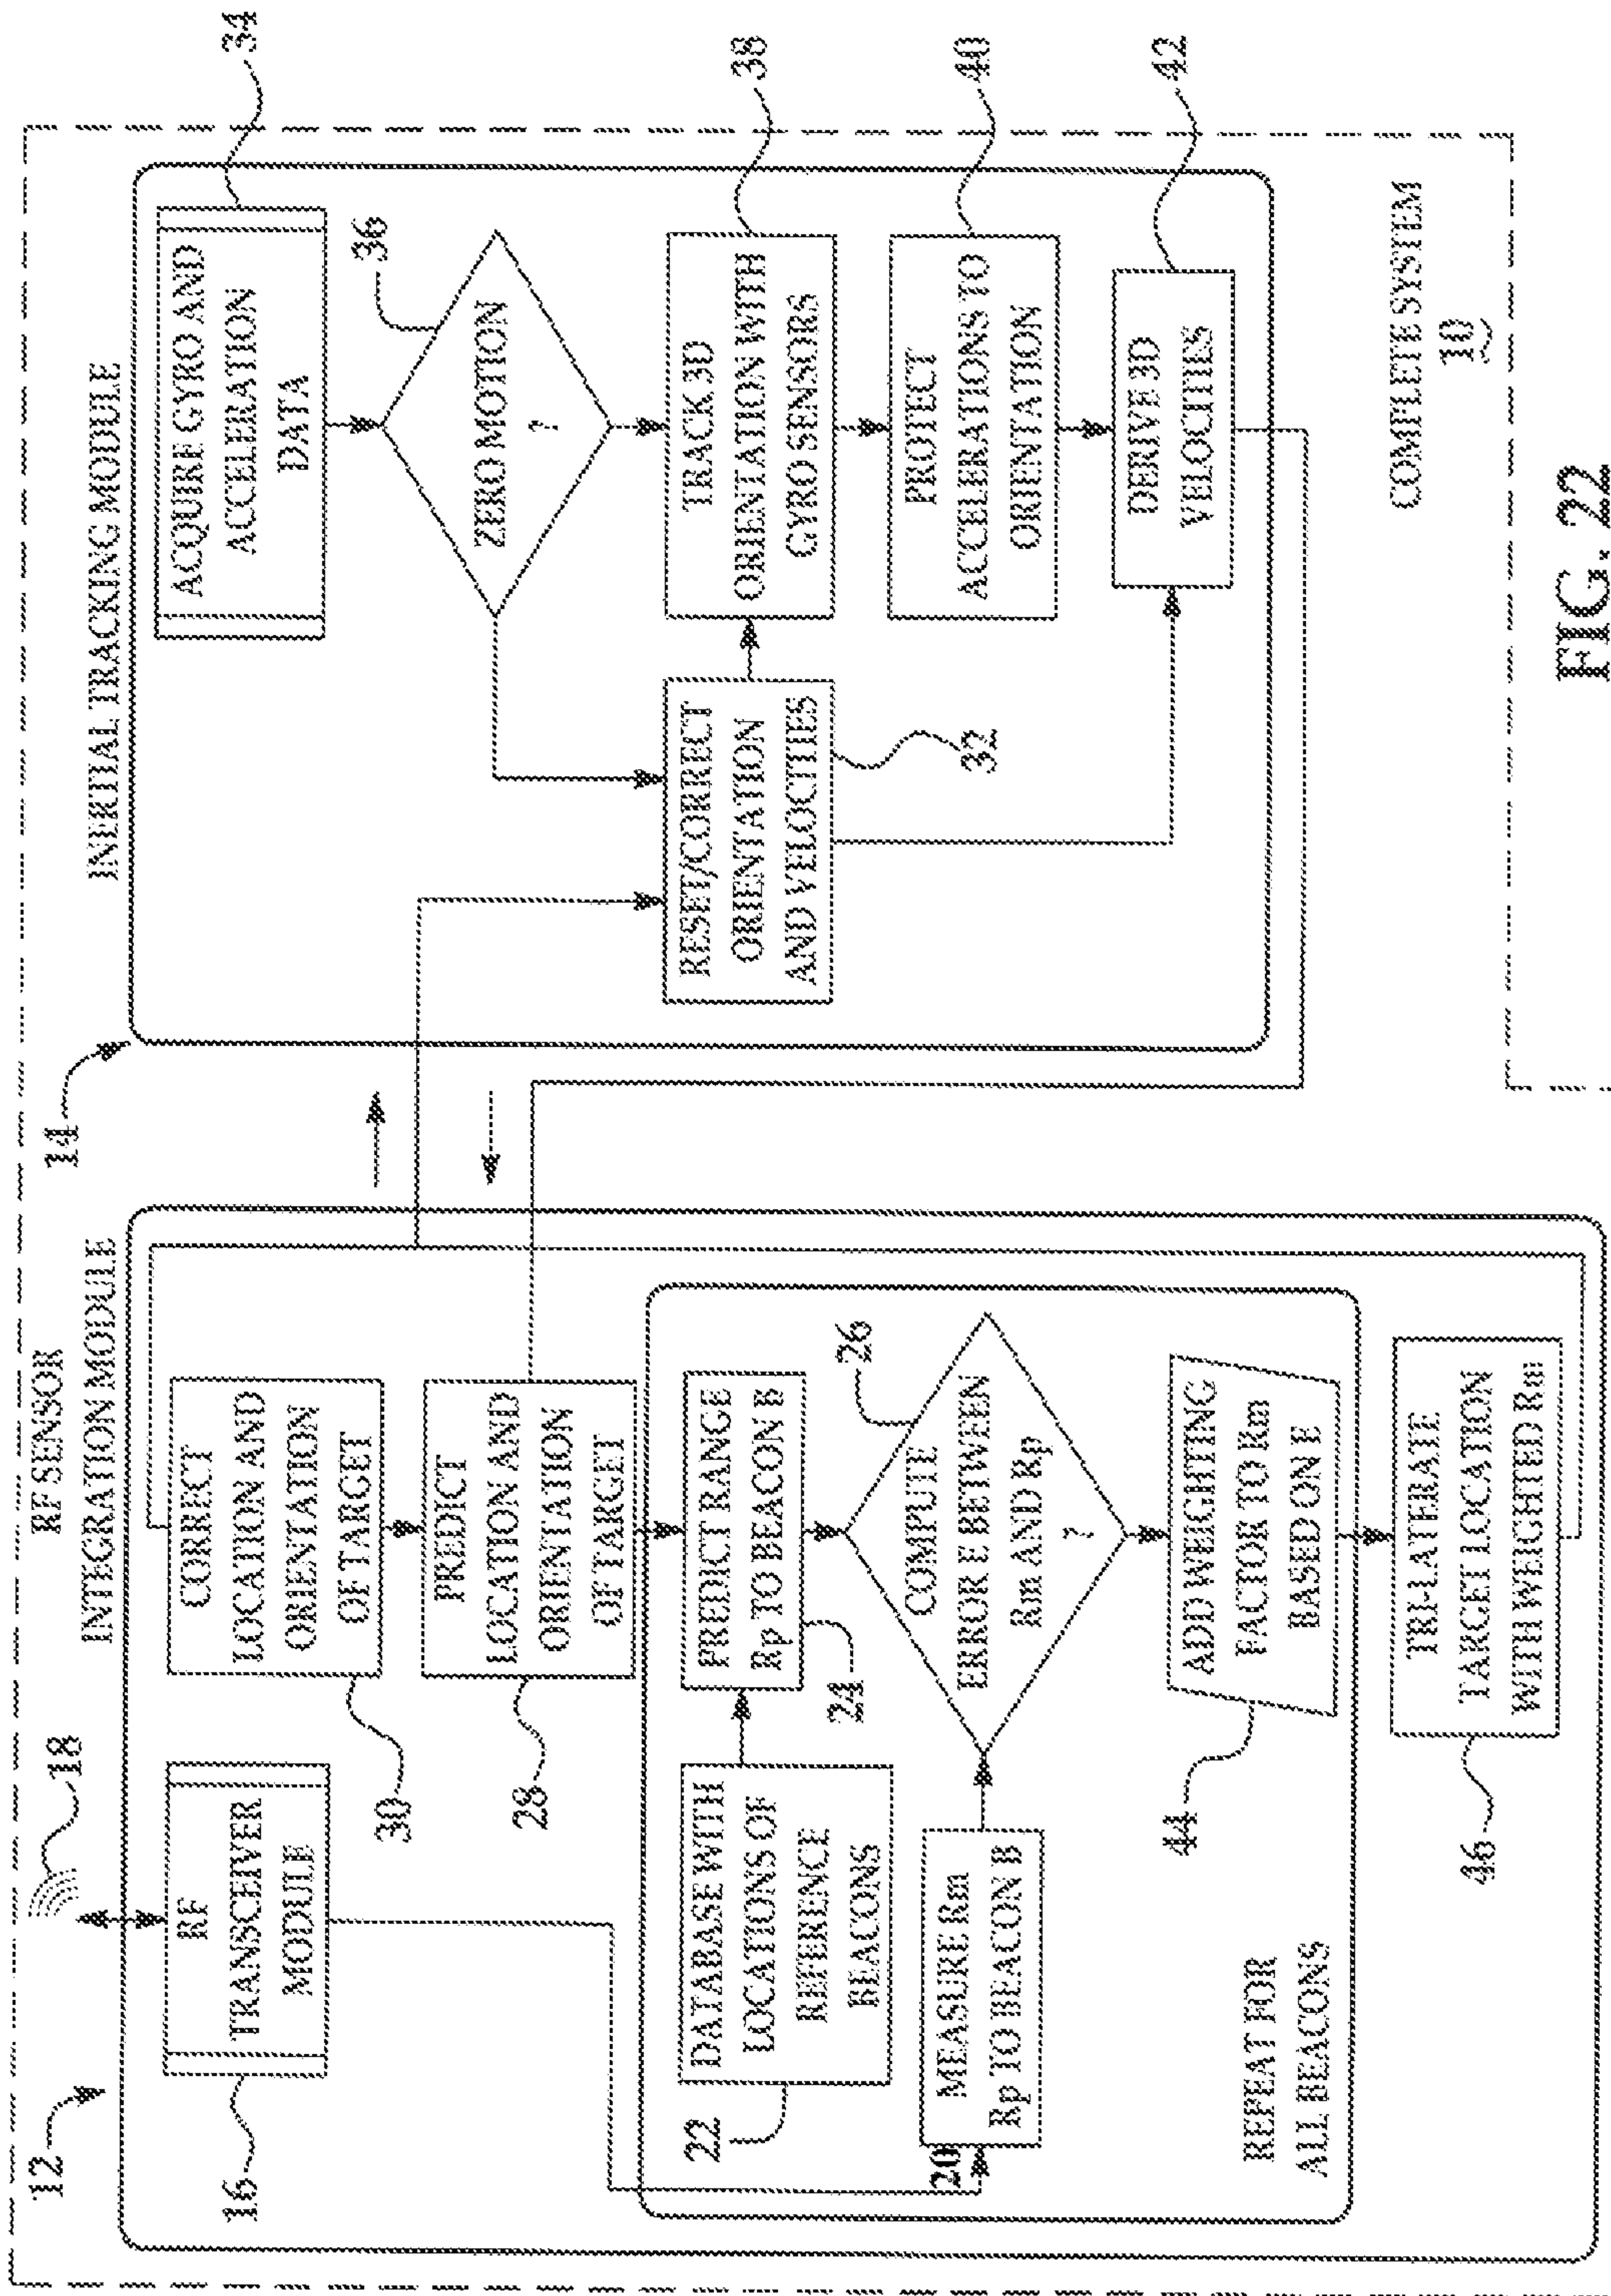 12
RF SENSOR
INTEGRATION MODULE
18
16
RF
TRANSCEIVER
MODULE
30
CORRECT
LOCATION AND
ORIENTATION
OF TARGET
28
PREDICT
LOCATION AND
ORIENTATION
OF TARGET
22
DATABASE WITH
LOCATIONS OF
REFERENCE
BEACONS
24
PREDICT RANGE
Rp TO BEACON B
20
MEASURE Rm
Rp TO BEACON B
26
COMPUTE
ERROR E BETWEEN
Rm AND Rp
?
44
ADD WEIGHTING
FACTOR TO Km
BASED ON E
REPEAT FOR
ALL BEACONS
46
TRI-LATERATE
TARGET LOCATION
WITH WEIGHTED Rm
14
INERTIAL TRACKING MODULE
34
ACQUIRE GYRO AND
ACCELERATION
DATA
36
ZERO MOTION
?
RESET/CORRECT
ORIENTATION
AND VELOCTIES
32
38
TRACK 3D
ORIENTATION WITH
GYRO SENSORS
40
PROTECT
ACCELERATIONS TO
ORIENTATION
42
DERIVE 3D
VELOCITIES
COMPLETE SYSTEM
10
FIG. 22